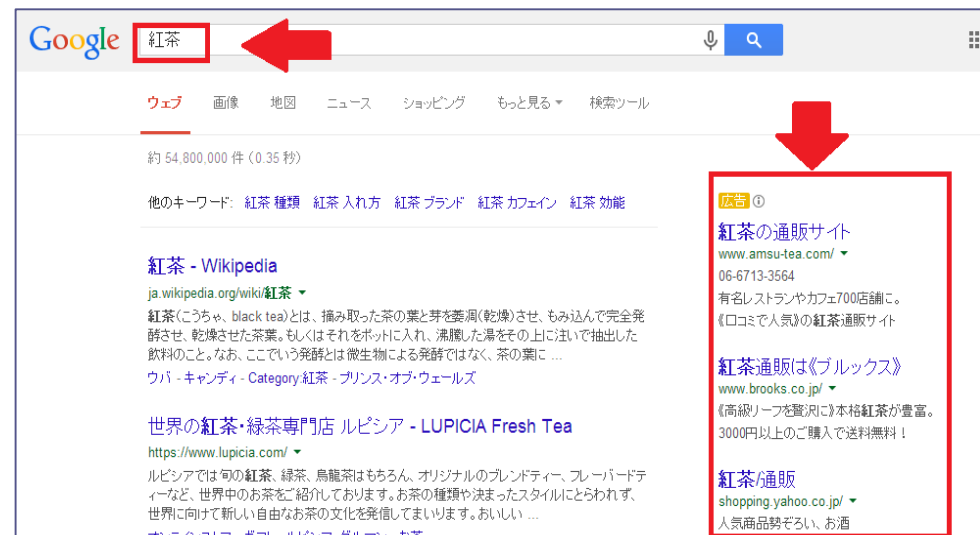 Google
紅茶
ウェブ 画像 地図 ニュース ショッピング もっと見る ▼ 検索ツール
約 54,800,000 件 (0.35 秒)
他のキーワード: 紅茶 種類 紅茶 入れ方 紅茶 ブランド 紅茶 カフェイン 紅茶 効能
紅茶 - Wikipedia
ja.wikipedia.org/wiki/紅茶 ▼
紅茶(こうちゃ、black tea)とは、摘み取った茶の葉と芽を萎凋(乾燥)させ、もみ込んで完全発
酵させ、乾燥させた茶葉。もしくはそれをポットに入れ、沸騰した湯をその上に注いで抽出した
飲料のこと。なお、ここでいう発酵とは微生物による発酵ではなく、茶の葉に ...
ウバ - キャンディ - Category:紅茶 - プリンス・オブ・ウェールズ
世界の紅茶・緑茶専門店 ルピシア - LUPICIA Fresh Tea
https://www.lupicia.com/ ▼
ルピシアでは旬の紅茶、緑茶、烏龍茶はもちろん、オリジナルのブレンドティー、フレーバードテ
ィーなど、世界中のお茶をご紹介しております。お茶の種類や決まったスタイルにとらわれず、
世界に向けて新しい自由なお茶の文化を発信してまいります。おいしい ...
広告
紅茶の通販サイト
www.amsu-tea.com/ ▼
06-6713-3564
有名レストランやカフェ700店舗に。
《口コミで人気》の紅茶通販サイト
紅茶通販は《ブルックス》
www.brooks.co.jp/ ▼
《高級リーフを贅沢に》本格紅茶が豊富。
3000円以上のご購入で送料無料！
紅茶/通販
shopping.yahoo.co.jp/ ▼
人気商品勢ぞろい、お酒